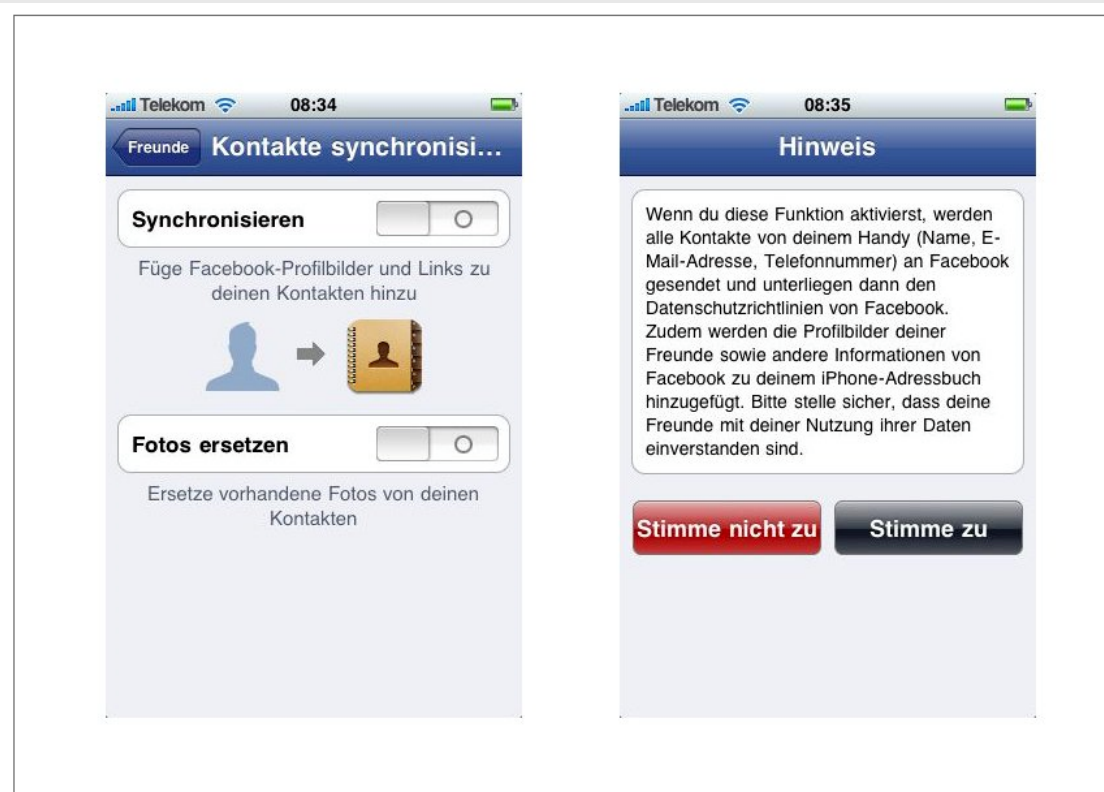 Telekom 08:34
Freunde Kontakte synchronisi...
Synchronisieren
Füge Facebook-Profilbilder und Links zu
deinen Kontakten hinzu
Fotos ersetzen
Ersetze vorhandene Fotos von deinen
Kontakten
Telekom 08:35
Hinweis
Wenn du diese Funktion aktivierst, werden
alle Kontakte von deinem Handy (Name, E-
Mail-Adresse, Telefonnummer) an Facebook
gesendet und unterliegen dann den
Datenschutzrichtlinien von Facebook.
Zudem werden die Profilbilder deiner
Freunde sowie andere Informationen von
Facebook zu deinem iPhone-Adressbuch
hinzugefügt. Bitte stelle sicher, dass deine
Freunde mit deiner Nutzung ihrer Daten
einverstanden sind.
Stimme nicht zu Stimme zu